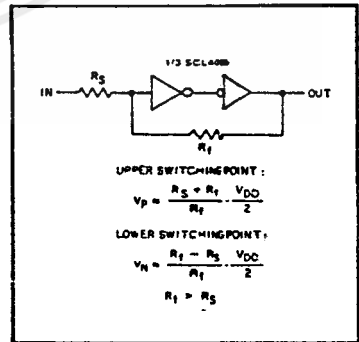 1/3 SCL4069
RS
IN
OUT
Rf
UPPER SWITCHING POINT:
VP ≈ (RS + Rf)/Rf · VDD/2
LOWER SWITCHING POINT:
VN ≈ (Rf − RS)/Rf · VDD/2
Rf > RS